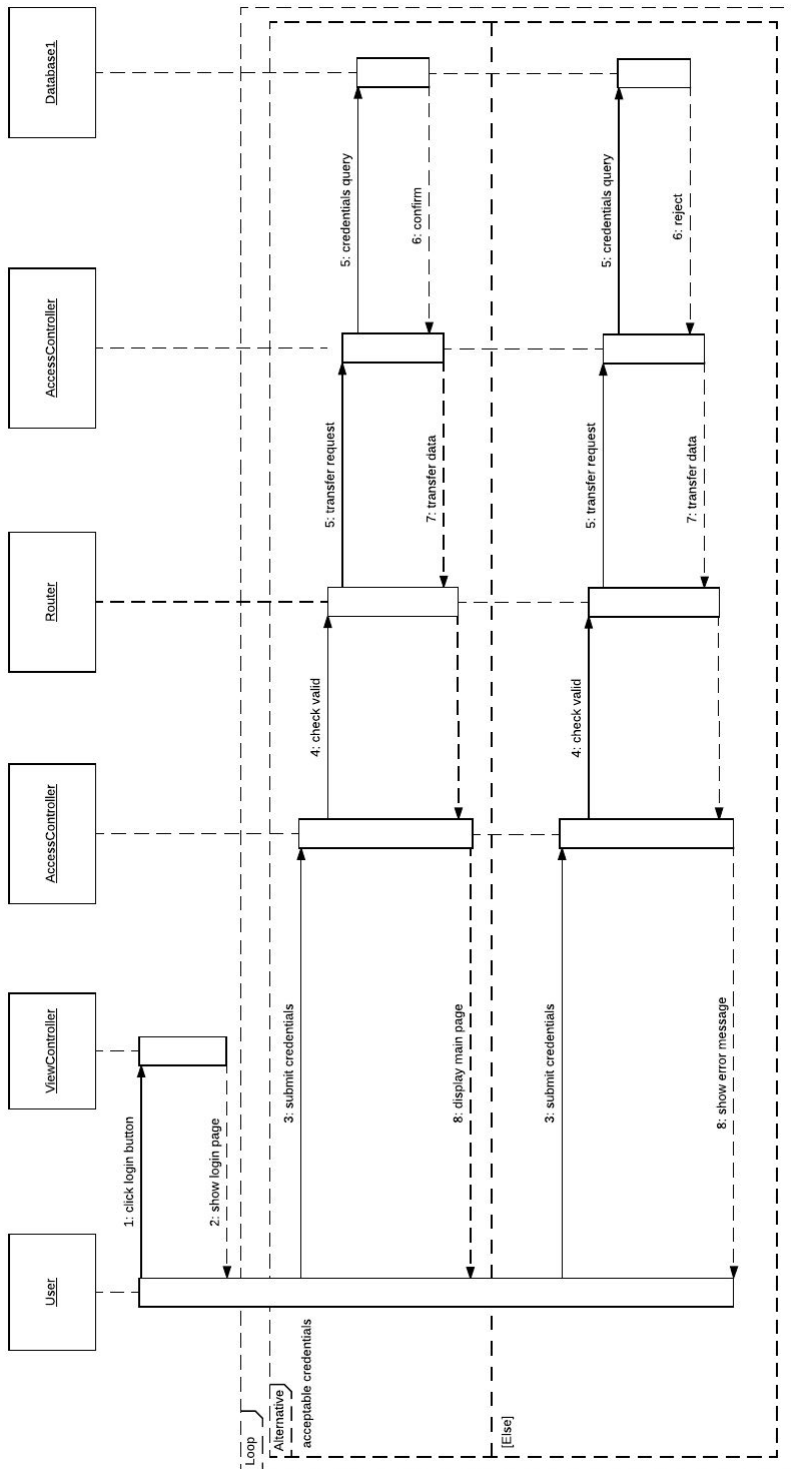 User
ViewController
AccessController
Router
AccessController
Database1
1: click login button
2: show login page
Loop
Alternative
acceptable credentials
3: submit credentials
4: check valid
5: transfer request
5: credentials query
6: confirm
7: transfer data
8: display main page
[Else]
3: submit credentials
4: check valid
5: transfer request
5: credentials query
6: reject
7: transfer data
8: show error message